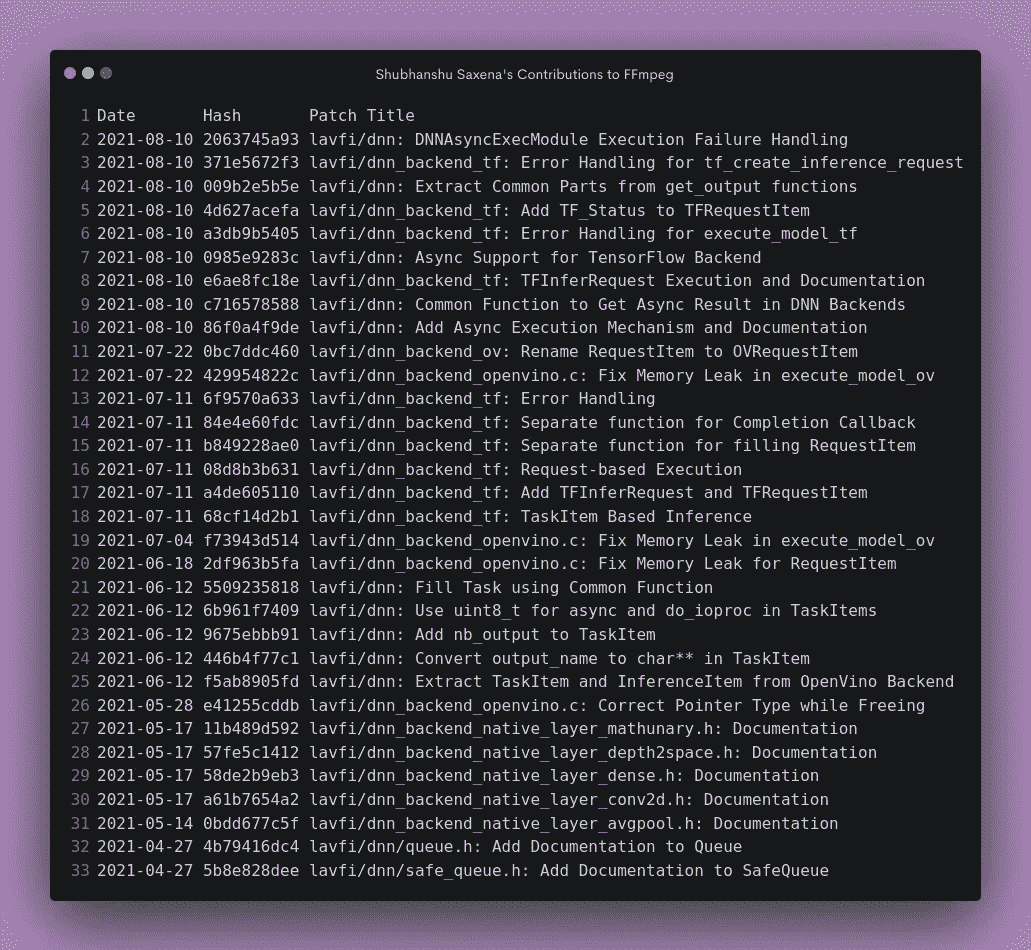 Shubhanshu Saxena's Contributions to FFmpeg
1 Date Hash Patch Title
2 2021-08-10 2063745a93 lavfi/dnn: DNNAsyncExecModule Execution Failure Handling
3 2021-08-10 371e5672f3 lavfi/dnn_backend_tf: Error Handling for tf_create_inference_request
4 2021-08-10 009b2e5b5e lavfi/dnn: Extract Common Parts from get_output functions
5 2021-08-10 4d627acefa lavfi/dnn_backend_tf: Add TF_Status to TFRequestItem
6 2021-08-10 a3db9b5405 lavfi/dnn_backend_tf: Error Handling for execute_model_tf
7 2021-08-10 0985e9283c lavfi/dnn: Async Support for TensorFlow Backend
8 2021-08-10 e6ae8fc18e lavfi/dnn_backend_tf: TFInferRequest Execution and Documentation
9 2021-08-10 c716578588 lavfi/dnn: Common Function to Get Async Result in DNN Backends
10 2021-08-10 86f0a4f9de lavfi/dnn: Add Async Execution Mechanism and Documentation
11 2021-07-22 0bc7ddc460 lavfi/dnn_backend_ov: Rename RequestItem to OVRequestItem
12 2021-07-22 429954822c lavfi/dnn_backend_openvino.c: Fix Memory Leak in execute_model_ov
13 2021-07-11 6f9570a633 lavfi/dnn_backend_tf: Error Handling
14 2021-07-11 84e4e60fdc lavfi/dnn_backend_tf: Separate function for Completion Callback
15 2021-07-11 b849228ae0 lavfi/dnn_backend_tf: Separate function for filling RequestItem
16 2021-07-11 08d8b3b631 lavfi/dnn_backend_tf: Request-based Execution
17 2021-07-11 a4de605110 lavfi/dnn_backend_tf: Add TFInferRequest and TFRequestItem
18 2021-07-11 68cf14d2b1 lavfi/dnn_backend_tf: TaskItem Based Inference
19 2021-07-04 f73943d514 lavfi/dnn_backend_openvino.c: Fix Memory Leak in execute_model_ov
20 2021-06-18 2df963b5fa lavfi/dnn_backend_openvino.c: Fix Memory Leak for RequestItem
21 2021-06-12 5509235818 lavfi/dnn: Fill Task using Common Function
22 2021-06-12 6b961f7409 lavfi/dnn: Use uint8_t for async and do_ioproc in TaskItems
23 2021-06-12 9675ebbb91 lavfi/dnn: Add nb_output to TaskItem
24 2021-06-12 446b4f77c1 lavfi/dnn: Convert output_name to char** in TaskItem
25 2021-06-12 f5ab8905fd lavfi/dnn: Extract TaskItem and InferenceItem from OpenVino Backend
26 2021-05-28 e41255cddb lavfi/dnn_backend_openvino.c: Correct Pointer Type while Freeing
27 2021-05-17 11b489d592 lavfi/dnn_backend_native_layer_mathunary.h: Documentation
28 2021-05-17 57fe5c1412 lavfi/dnn_backend_native_layer_depth2space.h: Documentation
29 2021-05-17 58de2b9eb3 lavfi/dnn_backend_native_layer_dense.h: Documentation
30 2021-05-17 a61b7654a2 lavfi/dnn_backend_native_layer_conv2d.h: Documentation
31 2021-05-14 0bdd677c5f lavfi/dnn_backend_native_layer_avgpool.h: Documentation
32 2021-04-27 4b79416dc4 lavfi/dnn/queue.h: Add Documentation to Queue
33 2021-04-27 5b8e828dee lavfi/dnn/safe_queue.h: Add Documentation to SafeQueue